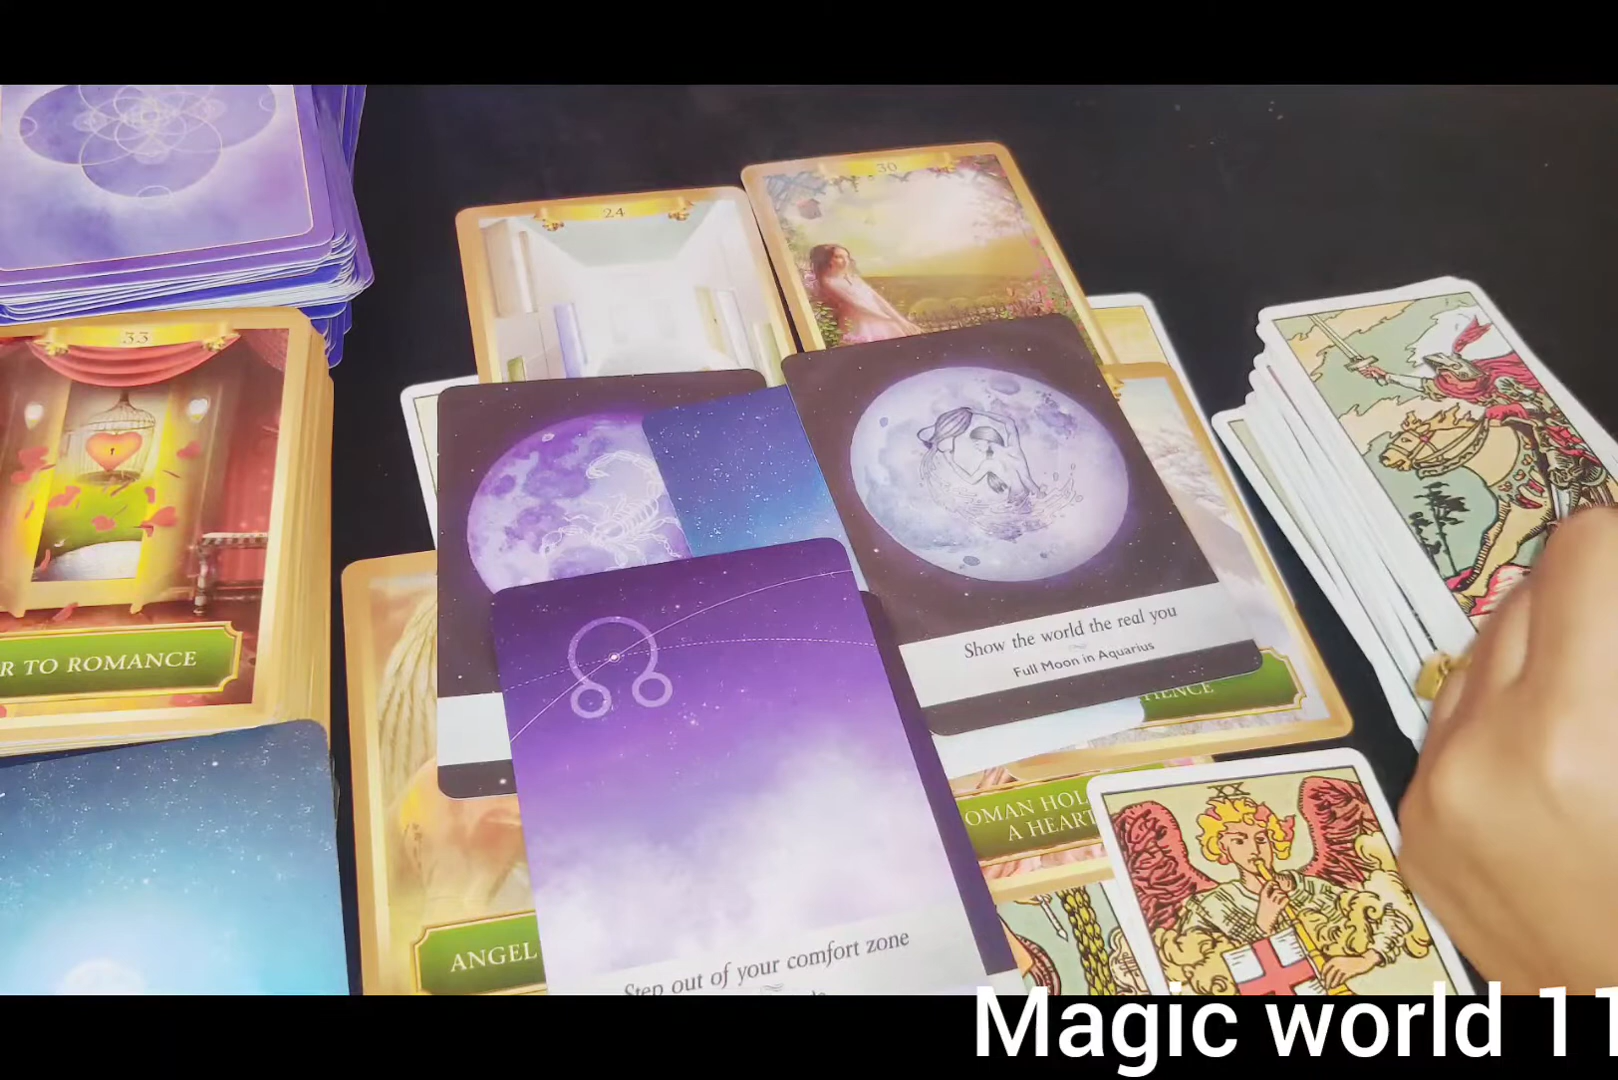 24
30
33
R TO ROMANCE
Show the world the real you
Full Moon in Aquarius
OMAN HOL
A HEART
XX
ANGEL
Step out of your comfort zone
Magic world 11